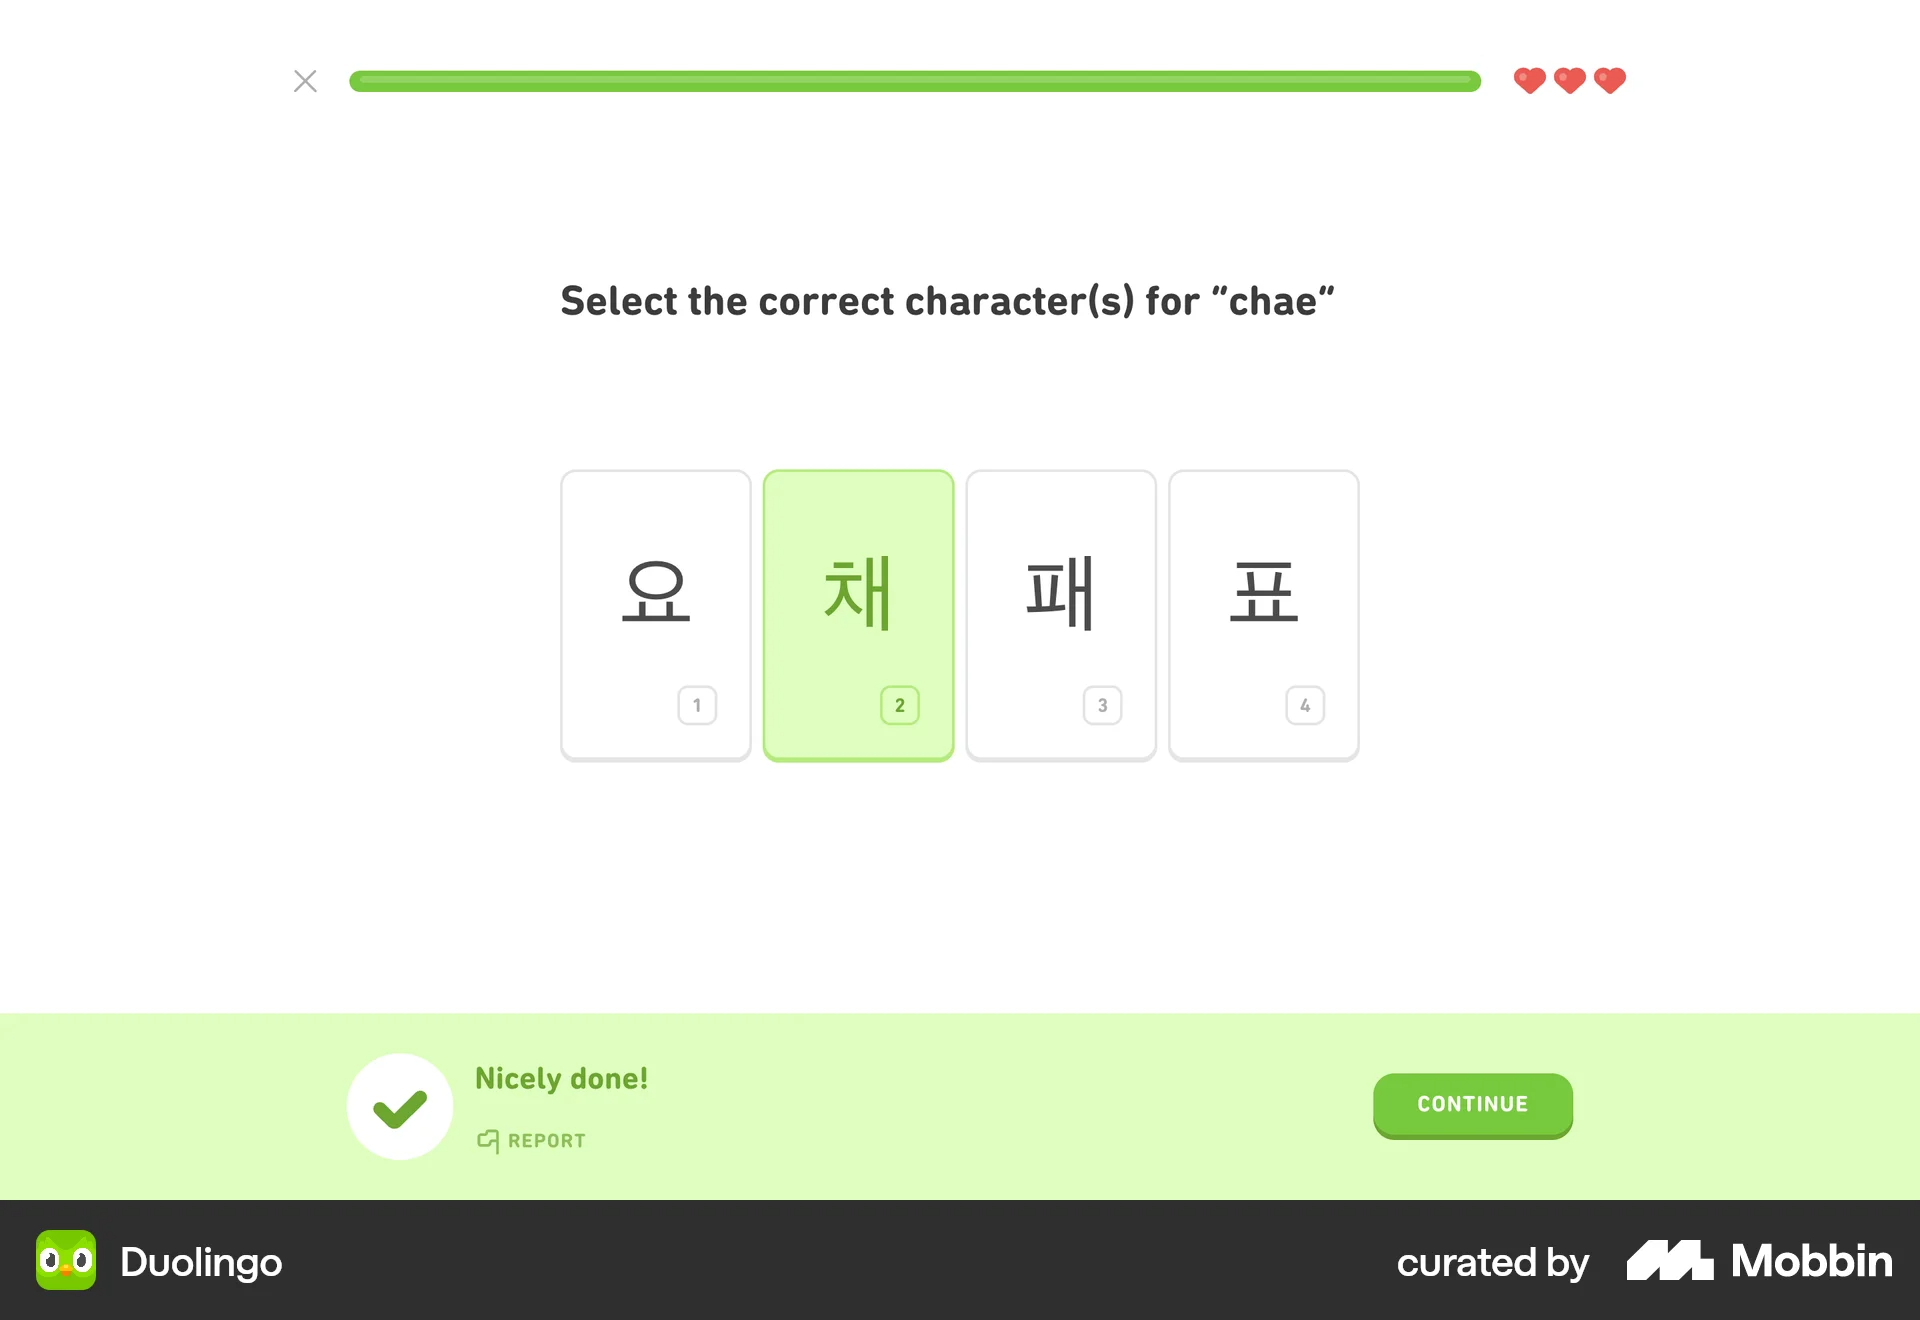 Select the correct character(s) for “chae“
요 채 패 표
1 2 3 4
Nicely done!
REPORT
CONTINUE
Duolingo
curated by Mobbin